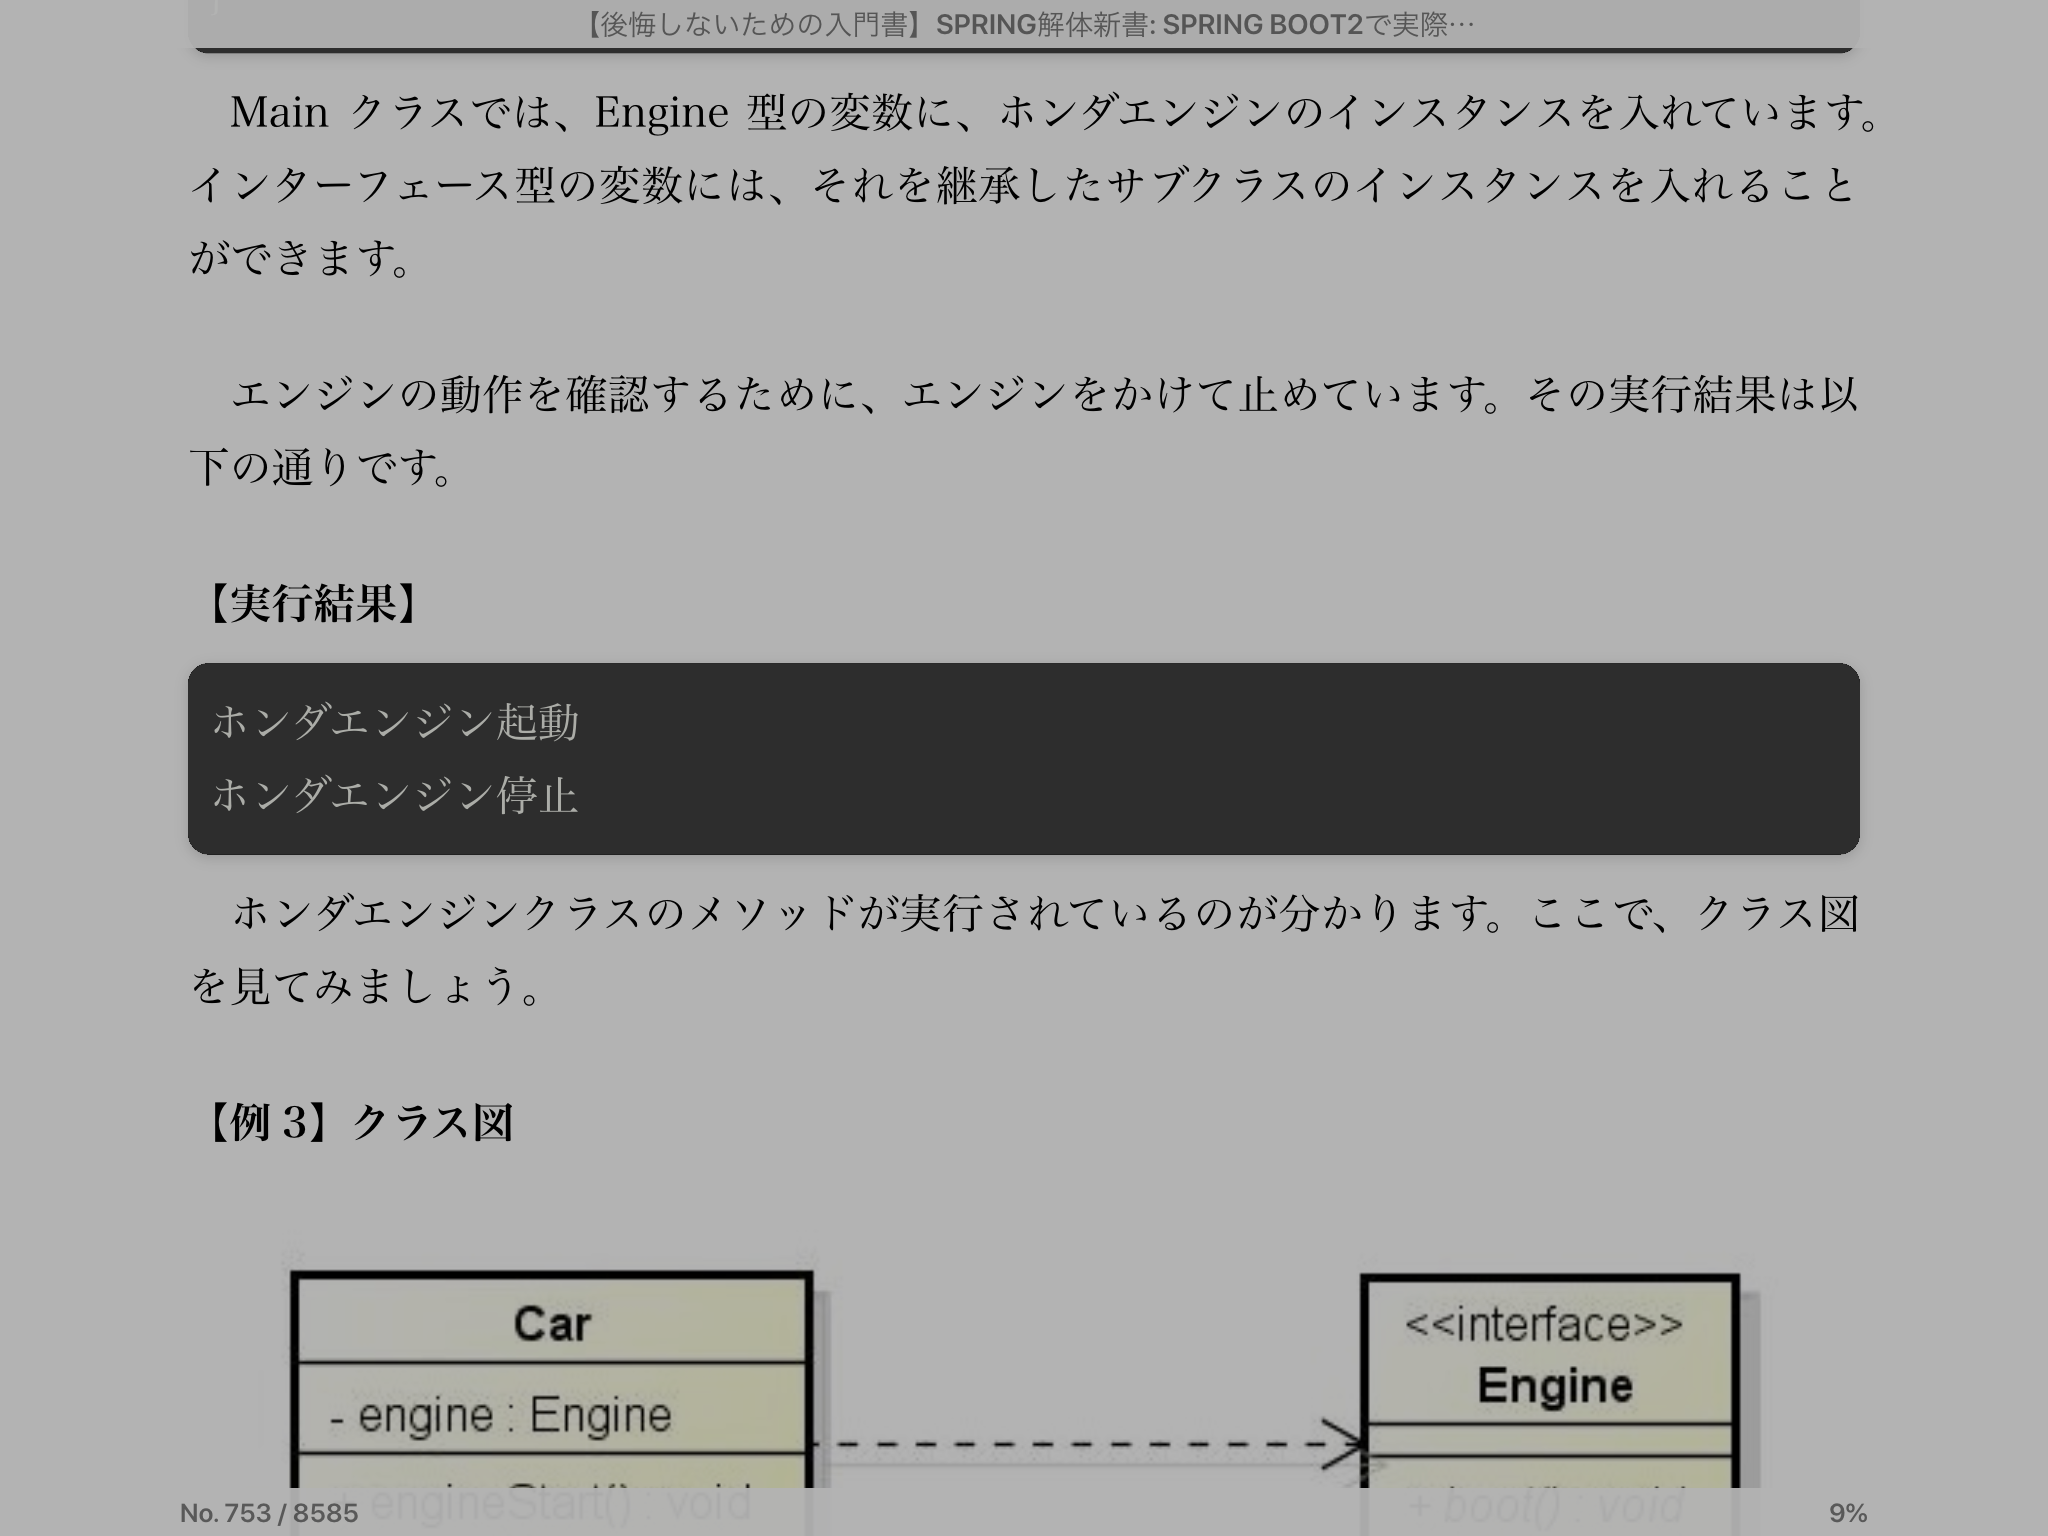 【後悔しないための入門書】SPRING解体新書: SPRING BOOT2で実際…
Main クラスでは、Engine 型の変数に、ホンダエンジンのインスタンスを入れています。
インターフェース型の変数には、それを継承したサブクラスのインスタンスを入れること
ができます。
エンジンの動作を確認するために、エンジンをかけて止めています。その実行結果は以
下の通りです。
【実行結果】
ホンダエンジン起動
ホンダエンジン停止
ホンダエンジンクラスのメソッドが実行されているのが分かります。ここで、クラス図
を見てみましょう。
【例 3】クラス図
Car
- engine : Engine
+ engineStart() : void
<<interface>>
Engine
+ boot() : void
No. 753 / 8585
9%